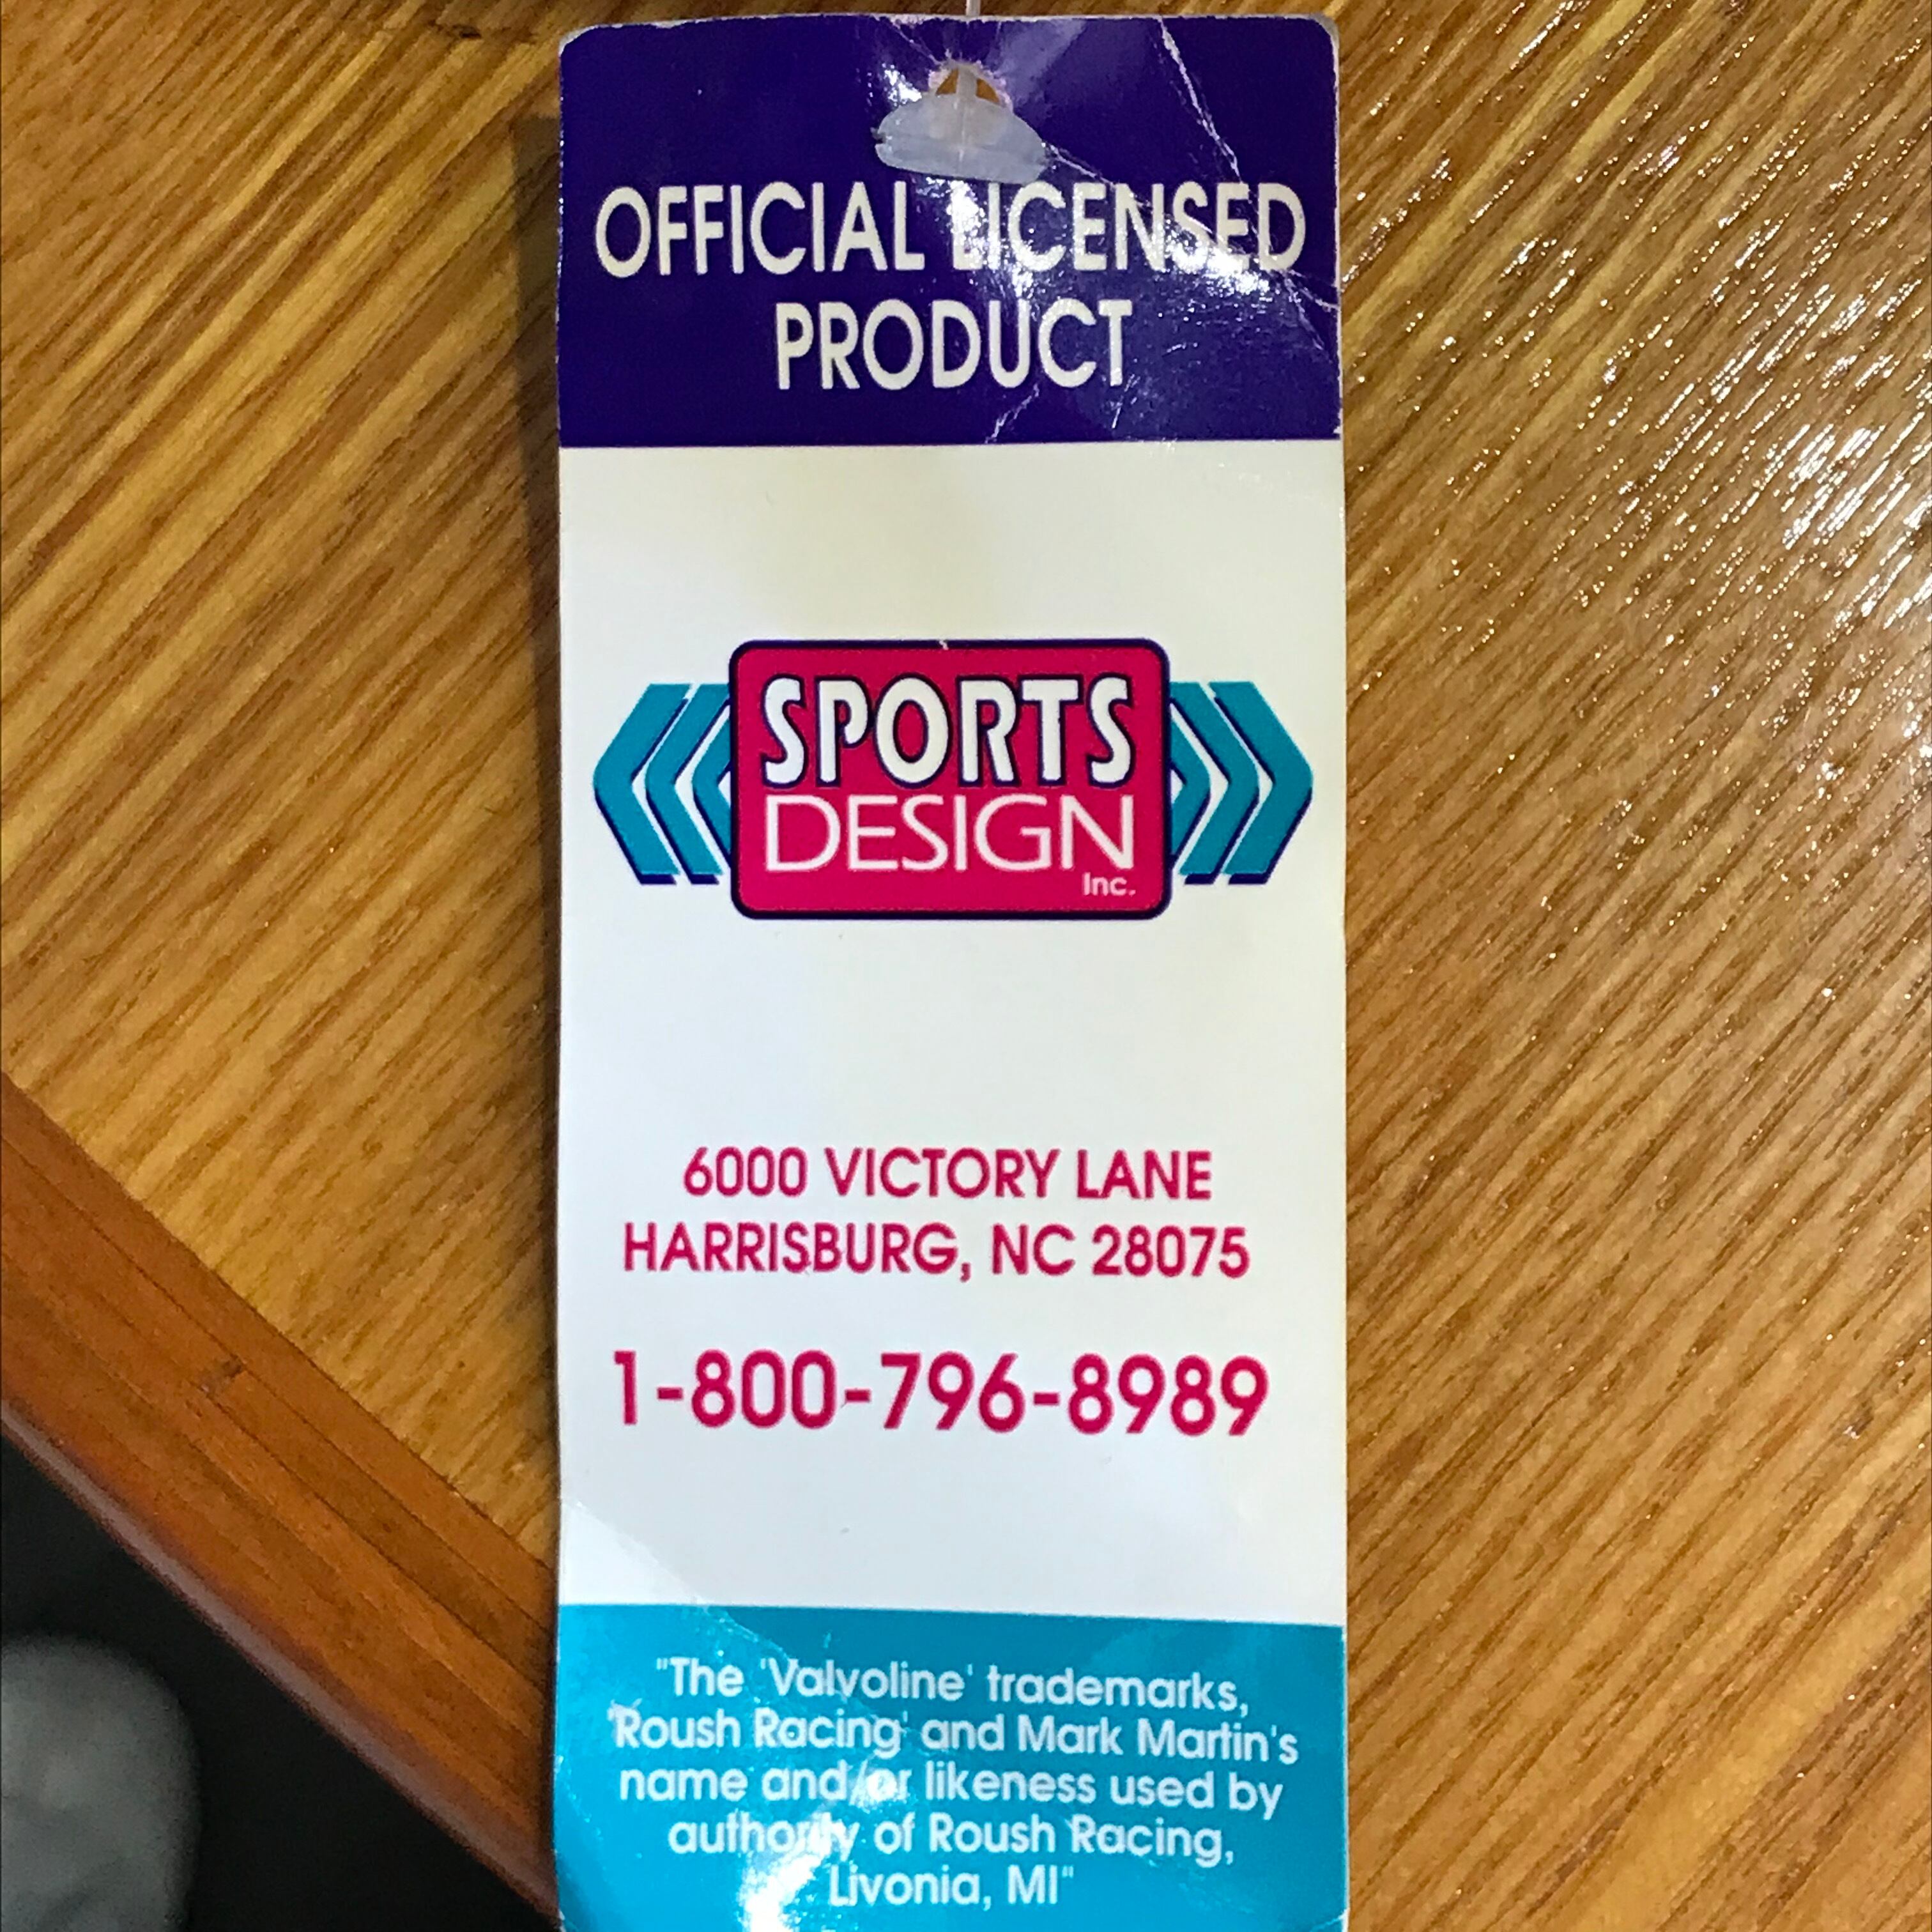 OFFICIAL LICENSED
PRODUCT
SPORTS
DESIGN
Inc.
6000 VICTORY LANE
HARRISBURG, NC 28075
1-800-796-8989
"The 'Valvoline' trademarks,
'Roush Racing' and Mark Martin's
name and/or likeness used by
authority of Roush Racing,
Livonia, MI"